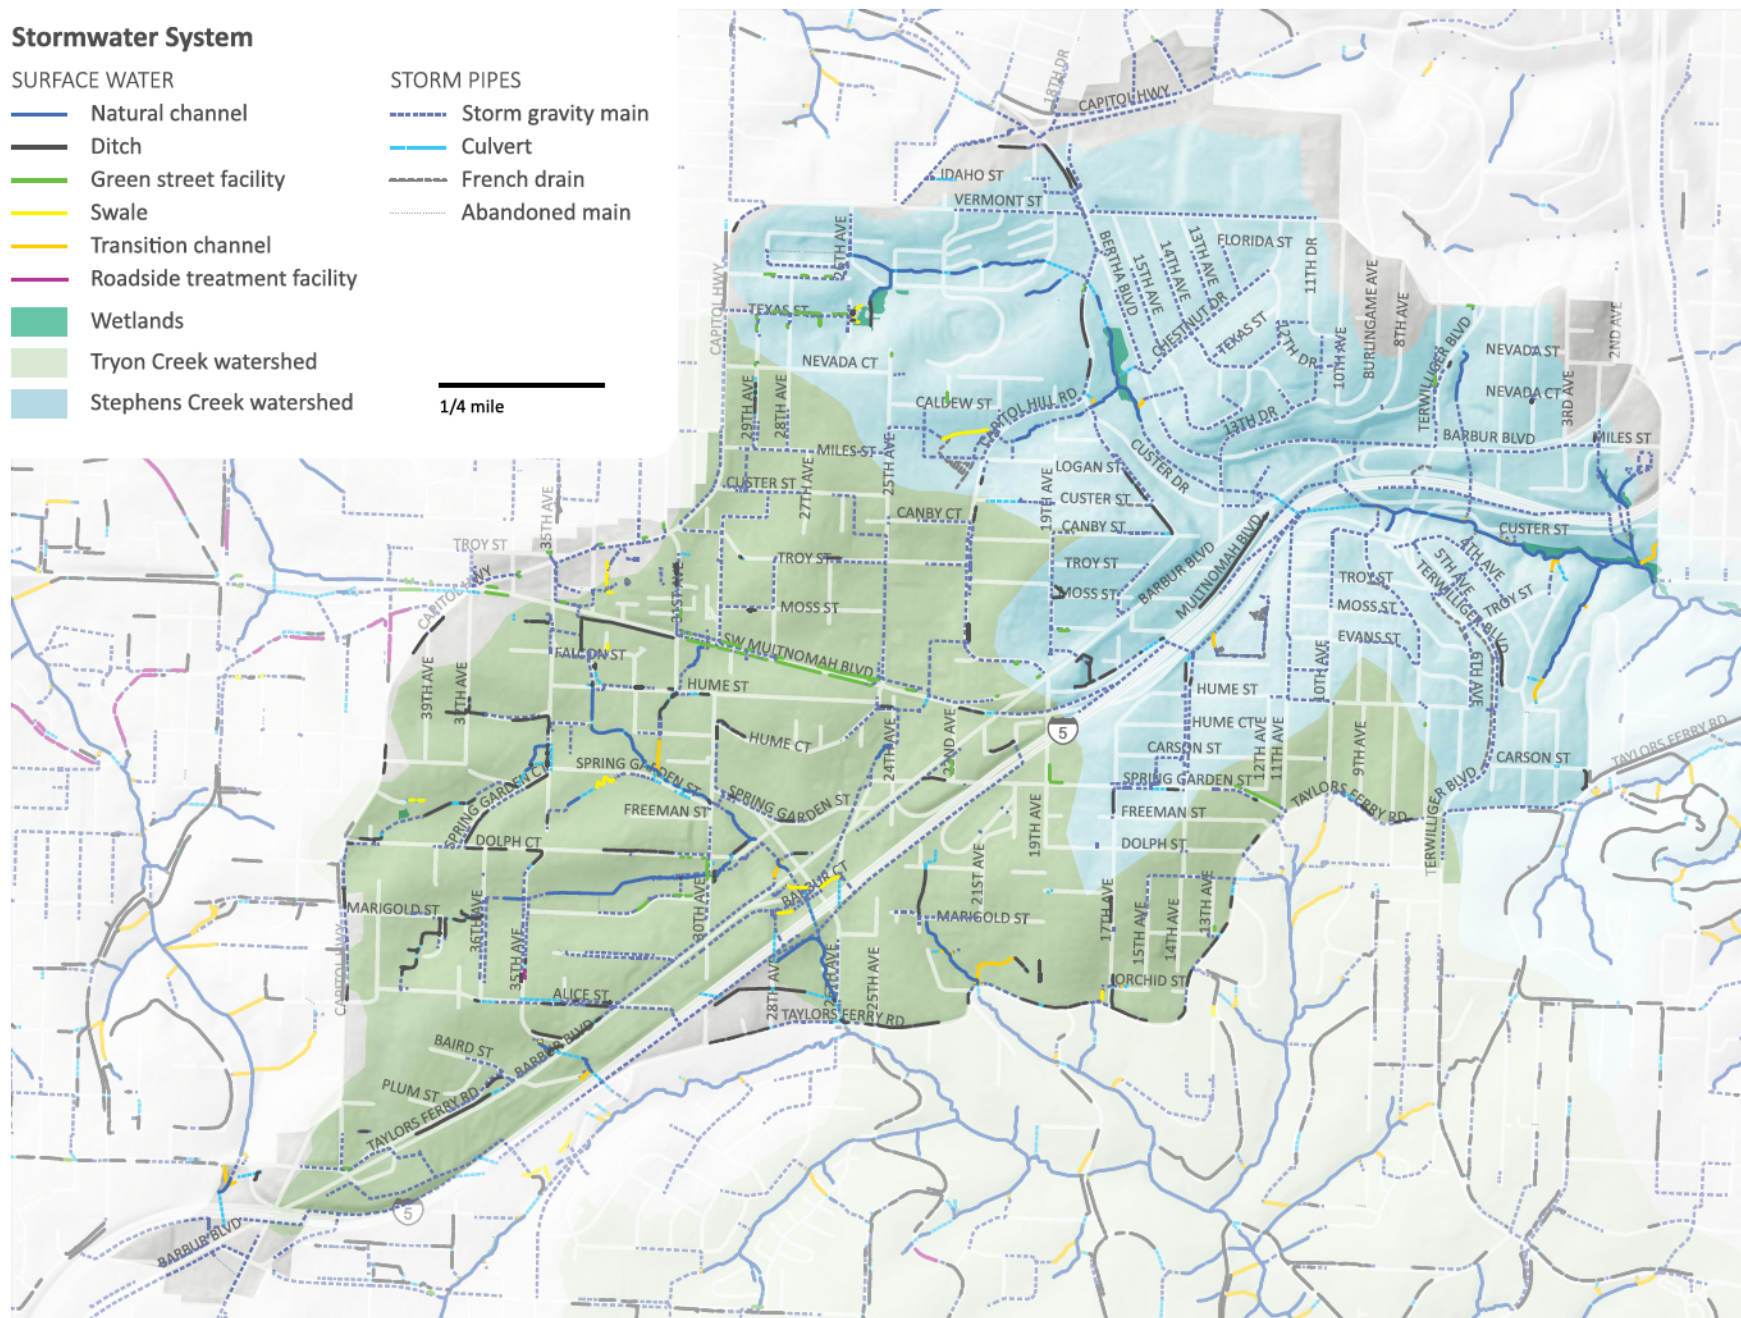 Stormwater System
SURFACE WATER
Natural channel
Ditch
Green street facility
Swale
Transition channel
Roadside treatment facility
Wetlands
Tryon Creek watershed
Stephens Creek watershed
STORM PIPES
Storm gravity main
Culvert
French drain
Abandoned main
1/4 mile
18TH DR
CAPITOL HWY
IDAHO ST
VERMONT ST
26TH AVE
BERTHA BLVD
15TH AVE
14TH AVE
13TH AVE
FLORIDA ST
11TH DR
CAPITOL HWY
TEXAS ST
CHESTNUT DR
TEXAS ST
12TH DR
10TH AVE
BURLINGAME AVE
8TH AVE
TERWILLIGER BLVD
NEVADA ST
2ND AVE
NEVADA CT
NEVADA CT
3RD AVE
29TH AVE
28TH AVE
CALDEW ST
CAPITOL HILL RD
13TH DR
BARBUR BLVD
MILES ST
MILES ST
25TH AVE
LOGAN ST
CUSTER DR
CUSTER ST
27TH AVE
19TH AVE
CUSTER ST
CANBY CT
CANBY ST
CUSTER ST
35TH AVE
TROY ST
TROY ST
TROY ST
BARBUR BLVD
MULTNOMAH BLVD
4TH AVE
5TH AVE
TERWILLIGER BLVD
TROY ST
TROY ST
CAPITOL HWY
31ST AVE
MOSS ST
MOSS ST
MOSS ST
EVANS ST
SW MULTNOMAH BLVD
FALCON ST
39TH AVE
37TH AVE
HUME ST
HUME ST
10TH AVE
6TH AVE
HUME CT
HUME CT
24TH AVE
22ND AVE
5
CARSON ST
12TH AVE
11TH AVE
9TH AVE
CARSON ST
TAYLORS FERRY RD
SPRING GARDEN CT
SPRING GARDEN ST
SPRING GARDEN ST
SPRING GARDEN ST
TAYLORS FERRY RD
TERWILLIGER BLVD
FREEMAN ST
FREEMAN ST
19TH AVE
DOLPH CT
DOLPH ST
BARBUR CT
21ST AVE
MARIGOLD ST
MARIGOLD ST
36TH AVE
35TH AVE
30TH AVE
17TH AVE
15TH AVE
14TH AVE
13TH AVE
CAPITOL HWY
28TH AVE
25TH AVE
ORCHID ST
ALICE ST
TAYLORS FERRY RD
BAIRD ST
BARBUR BLVD
PLUM ST
TAYLORS FERRY RD
5
BARBUR BLVD